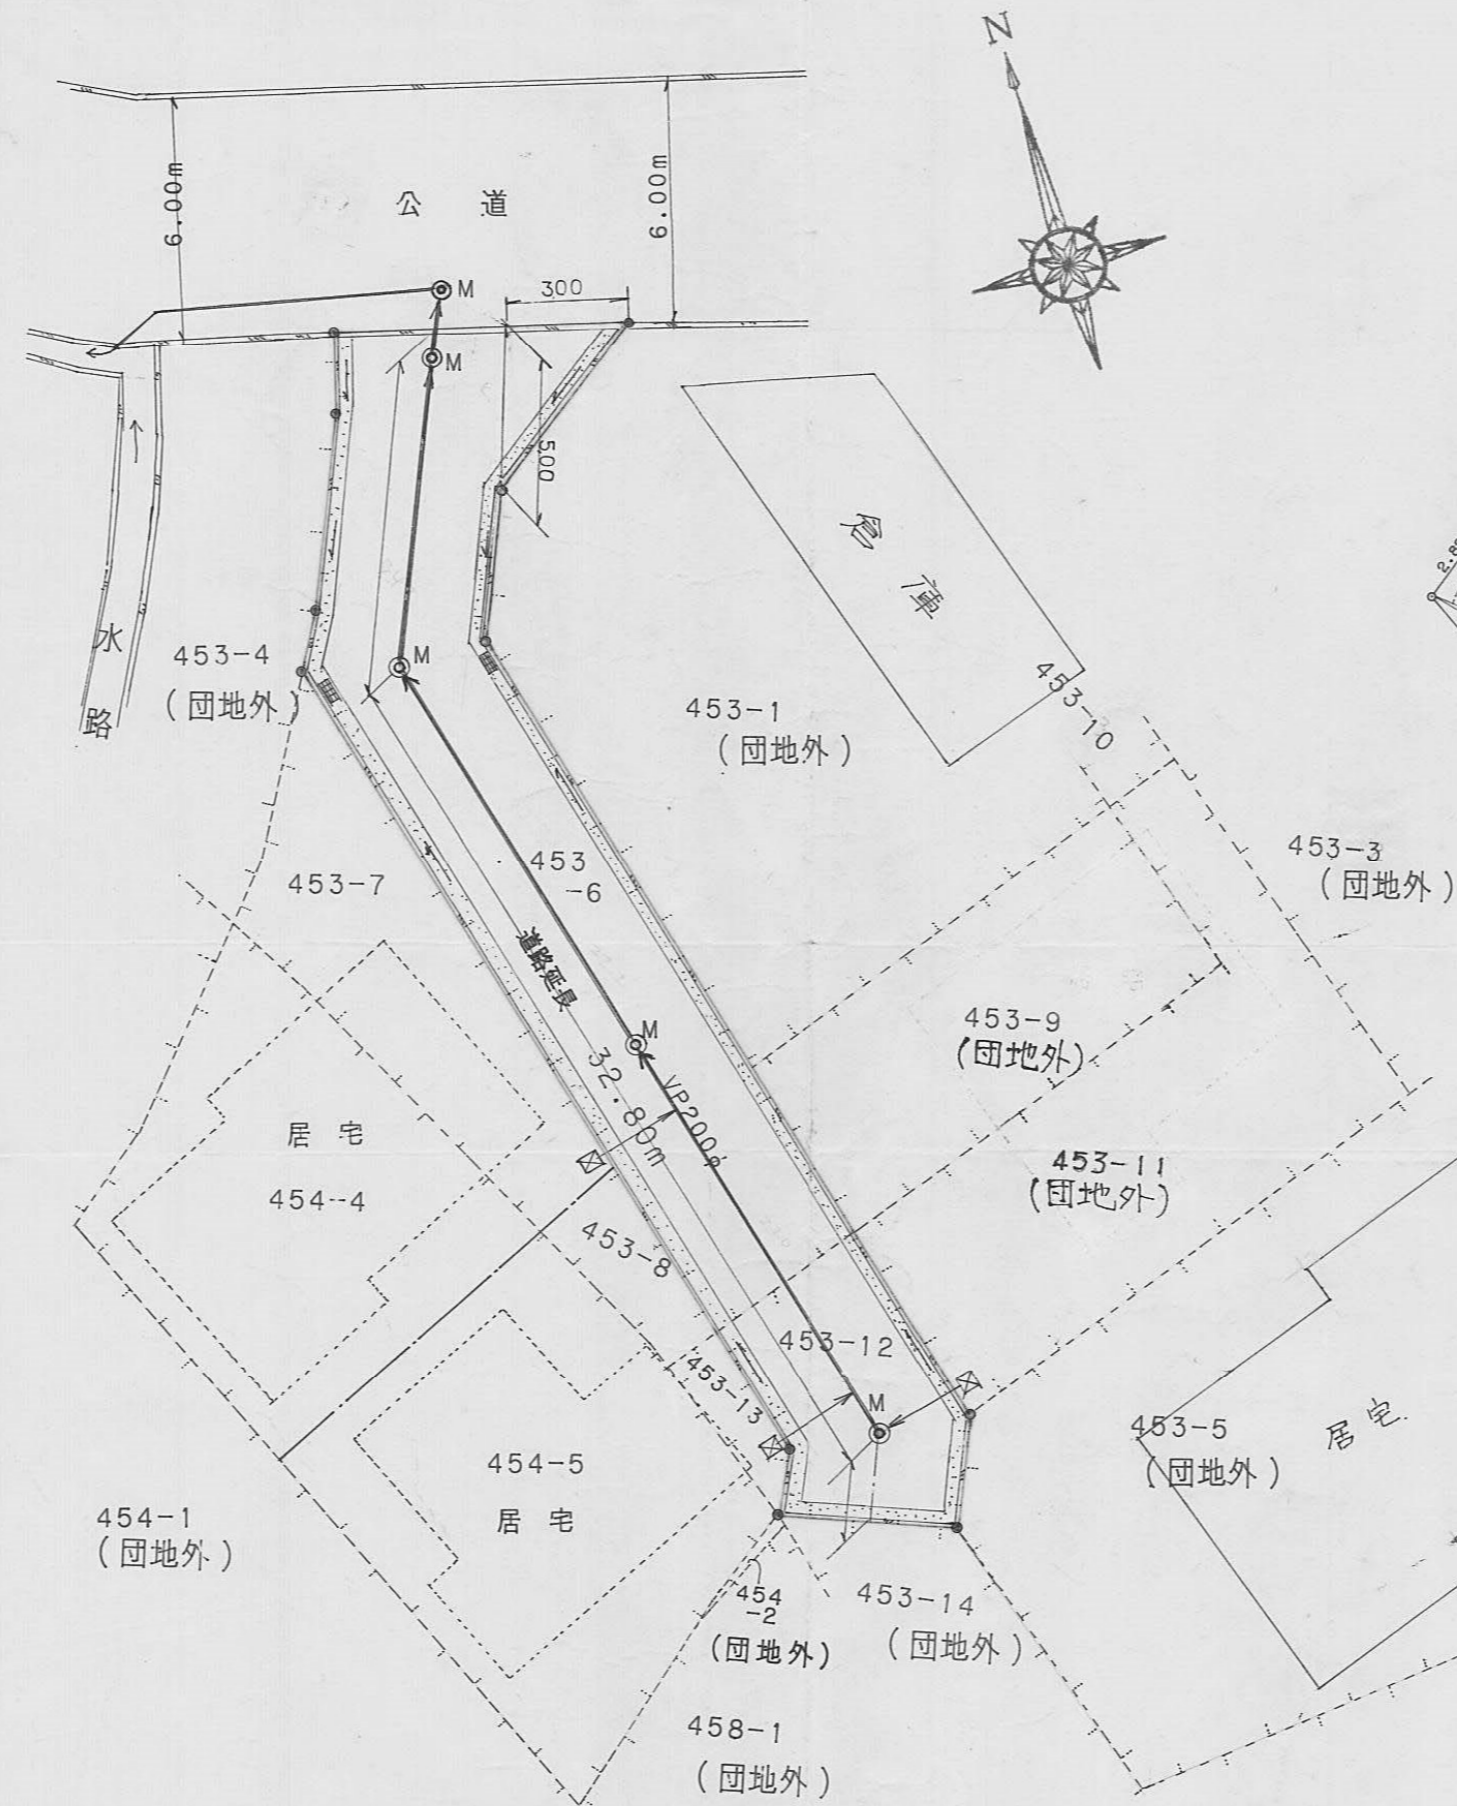 N
6.00m
公 道
6.00m
M
300
M
500
倉庫
水路
453-4
(団地外)
M
453-1
(団地外)
453-10
453-3
(団地外)
453-7
453
-6
道路延長
32.80m
M
VP200φ
453-9
(団地外)
居 宅
454-4
453-11
(団地外)
453-8
453-12
453-13
M
454-5
居 宅
453-5
(団地外)
居宅
454-1
(団地外)
454
-2
(団地外)
453-14
(団地外)
458-1
(団地外)